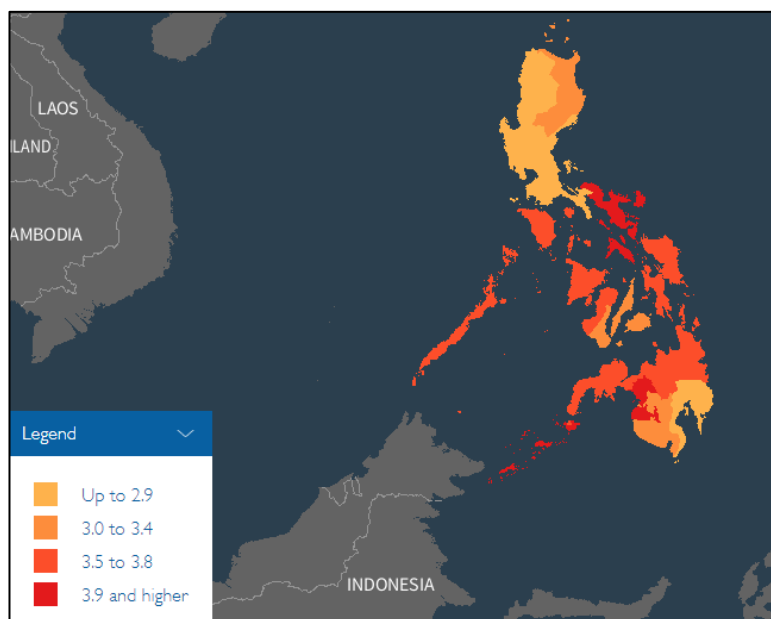 LAOS
ILAND
AMBODIA
Legend
Up to 2.9
3.0 to 3.4
3.5 to 3.8
3.9 and higher
INDONESIA